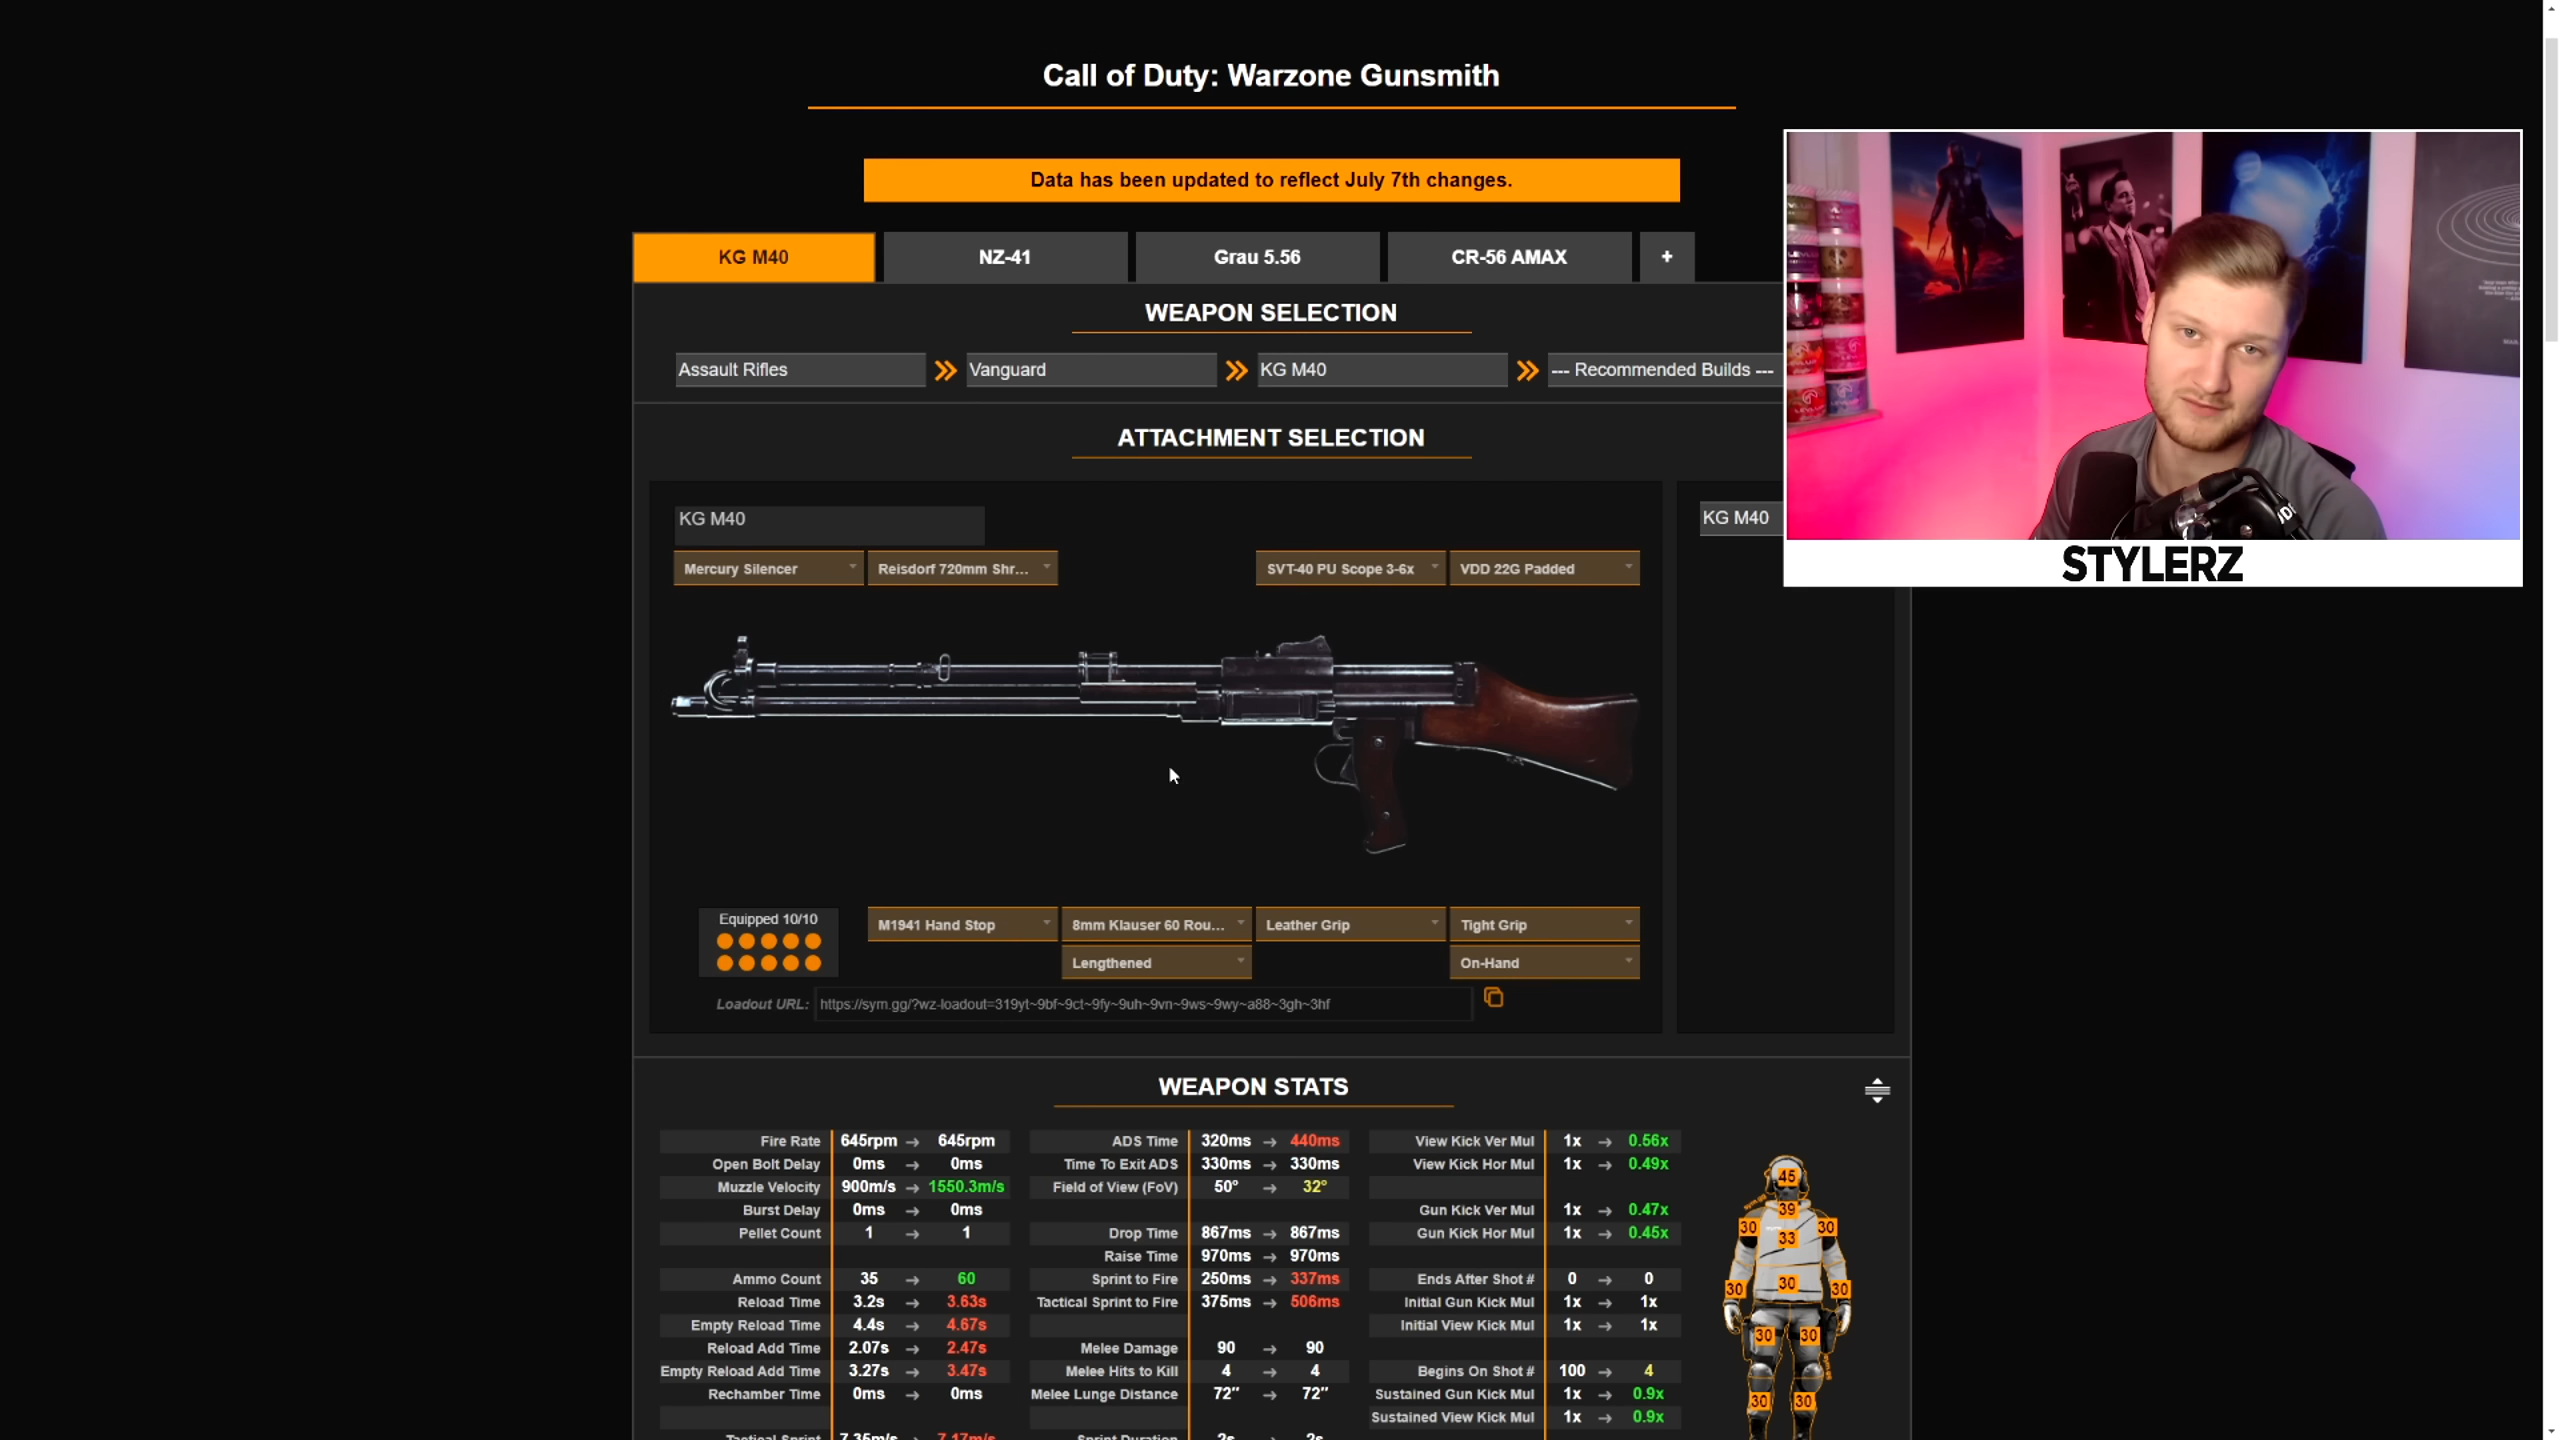 Call of Duty: Warzone Gunsmith
Data has been updated to reflect July 7th changes.
KG M40 NZ-41 Grau 5.56 CR-56 AMAX +
WEAPON SELECTION
Assault Rifles Vanguard KG M40 --- Recommended Builds ---
ATTACHMENT SELECTION
KG M40
KG M40
Mercury Silencer Reisdorf 720mm Shr... SVT-40 PU Scope 3-6x VDD 22G Padded
STYLERZ
Equipped 10/10
M1941 Hand Stop 8mm Klauser 60 Rou... Leather Grip Tight Grip
Lengthened On-Hand
Loadout URL: https://sym.gg/?wz-loadout=319yt~9bf~9ct~9fy~9uh~9vn~9ws~9wy~a88~3gh~3hf
WEAPON STATS
Fire Rate 645rpm → 645rpm ADS Time 320ms → 440ms View Kick Ver Mul 1x → 0.56x
Open Bolt Delay 0ms → 0ms Time To Exit ADS 330ms → 330ms View Kick Hor Mul 1x → 0.49x
Muzzle Velocity 900m/s → 1550.3m/s Field of View (FoV) 50° → 32°
Burst Delay 0ms → 0ms Gun Kick Ver Mul 1x → 0.47x
Pellet Count 1 → 1 Drop Time 867ms → 867ms Gun Kick Hor Mul 1x → 0.45x
Raise Time 970ms → 970ms
Ammo Count 35 → 60 Sprint to Fire 250ms → 337ms Ends After Shot # 0 → 0
Reload Time 3.2s → 3.63s Tactical Sprint to Fire 375ms → 506ms Initial Gun Kick Mul 1x → 1x
Empty Reload Time 4.4s → 4.67s Initial View Kick Mul 1x → 1x
Reload Add Time 2.07s → 2.47s Melee Damage 90 → 90
Empty Reload Add Time 3.27s → 3.47s Melee Hits to Kill 4 → 4 Begins On Shot # 100 → 4
Rechamber Time 0ms → 0ms Melee Lunge Distance 72" → 72" Sustained Gun Kick Mul 1x → 0.9x
Sustained View Kick Mul 1x → 0.9x
Tactical Sprint 7.35m/s → 7.17m/s Sprint Duration 2s → 2s
45
39
30 30
33
30
30 30
30 30
30 30